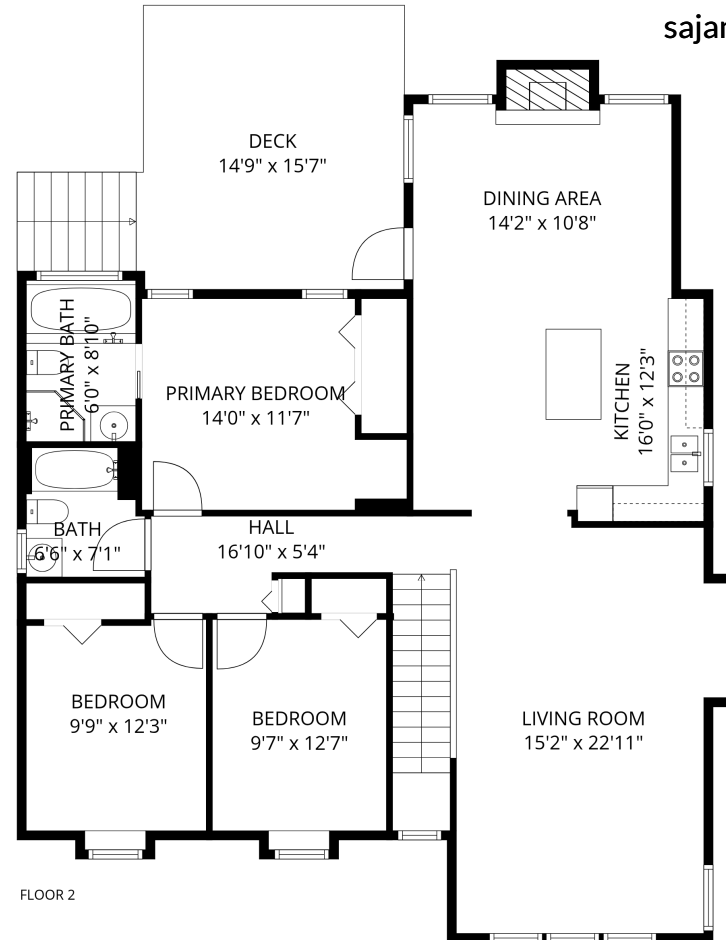 sajar
DECK
14'9" x 15'7"
DINING AREA
14'2" x 10'8"
PRIMARY BATH
6'0" x 8'10"
PRIMARY BEDROOM
14'0" x 11'7"
KITCHEN
16'0" x 12'3"
BATH
6'6" x 7'1"
HALL
16'10" x 5'4"
BEDROOM
9'9" x 12'3"
BEDROOM
9'7" x 12'7"
LIVING ROOM
15'2" x 22'11"
FLOOR 2